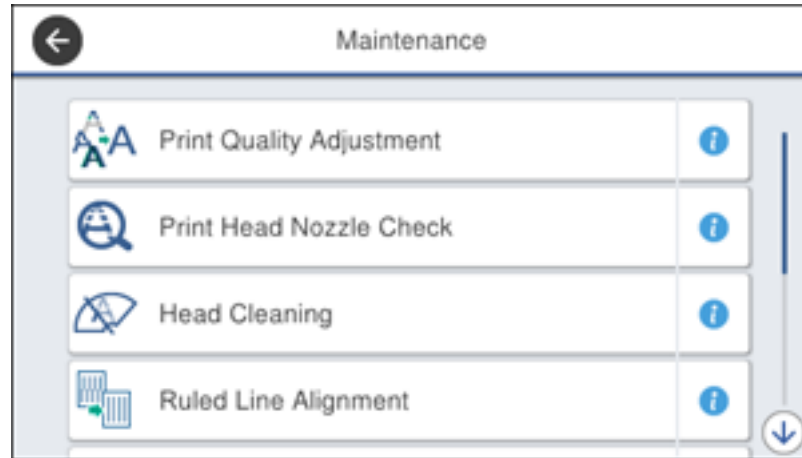 Maintenance
Print Quality Adjustment
Print Head Nozzle Check
Head Cleaning
Ruled Line Alignment